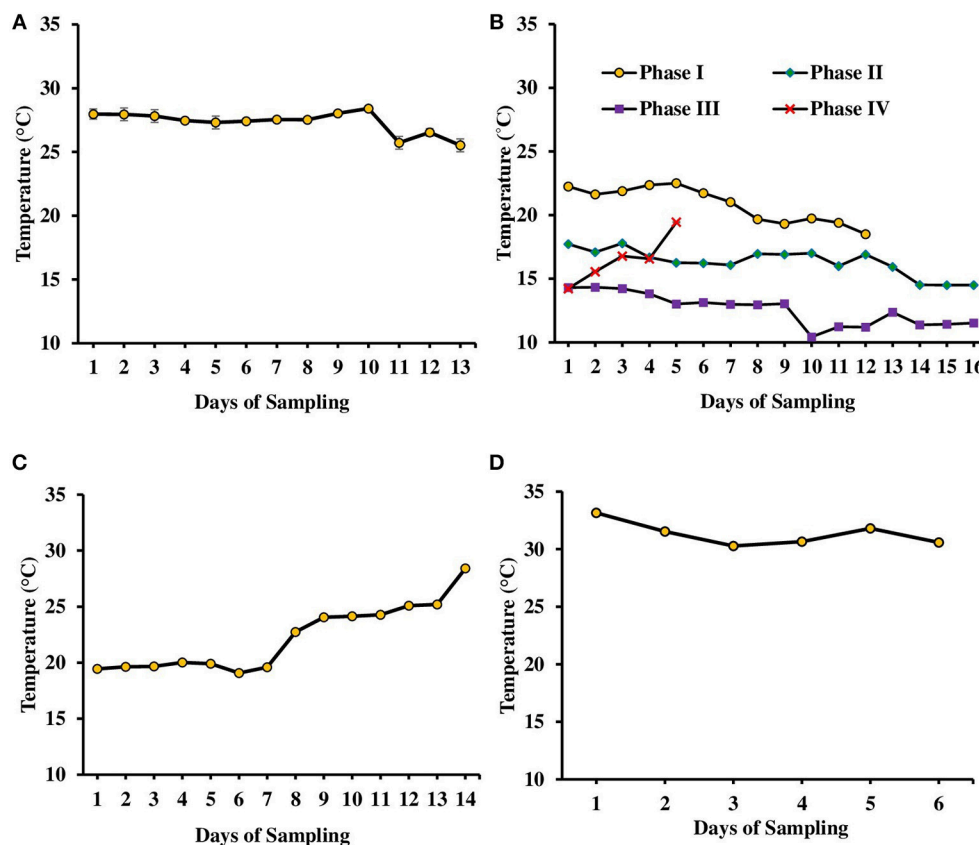 A
35
30
25
20
15
10
Temperature (°C)
1 2 3 4 5 6 7 8 9 10 11 12 13
Days of Sampling
B
35
30
25
20
15
10
Temperature (°C)
Phase I
Phase II
Phase III
Phase IV
1 2 3 4 5 6 7 8 9 10 11 12 13 14 15 16
Days of Sampling
C
35
30
25
20
15
10
Temperature (°C)
1 2 3 4 5 6 7 8 9 10 11 12 13 14
Days of Sampling
D
35
30
25
20
15
10
Temperature (°C)
1 2 3 4 5 6
Days of Sampling